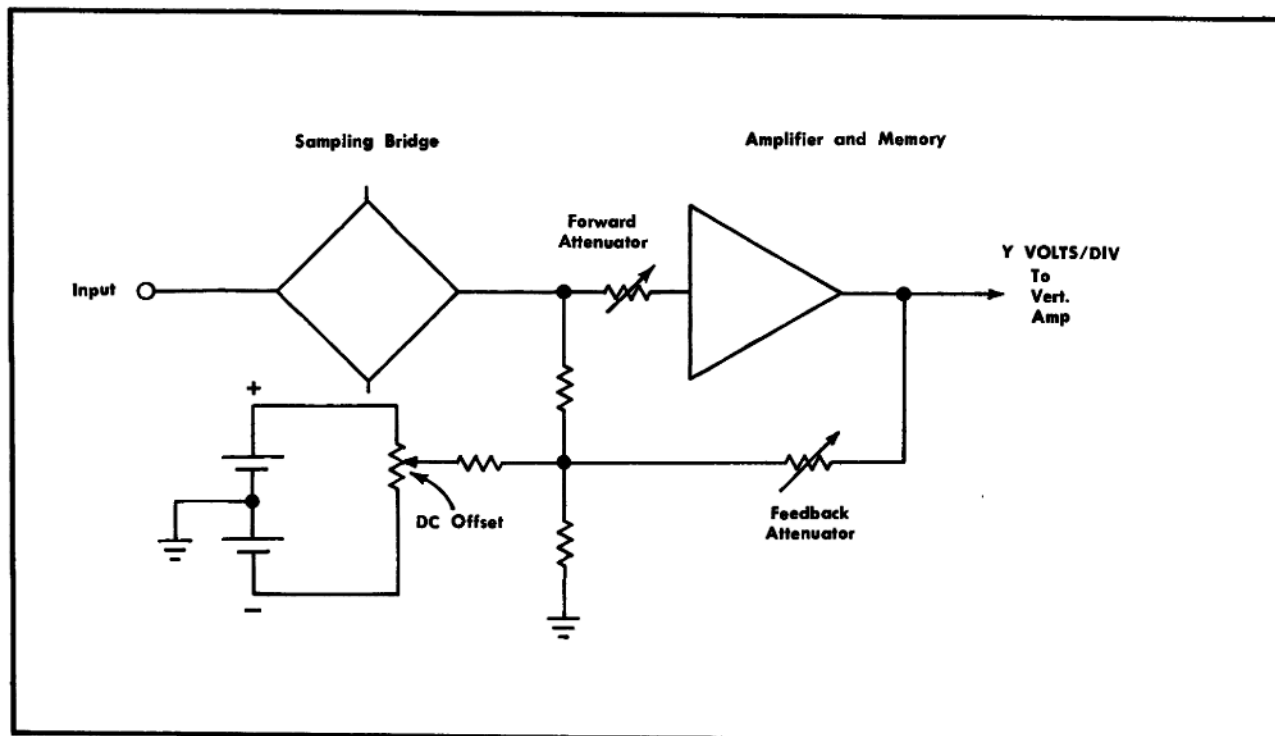 Sampling Bridge
Amplifier and Memory
Forward
Attenuator
Y VOLTS/DIV
To
Vert.
Amp
Input
+
DC Offset
−
Feedback
Attenuator